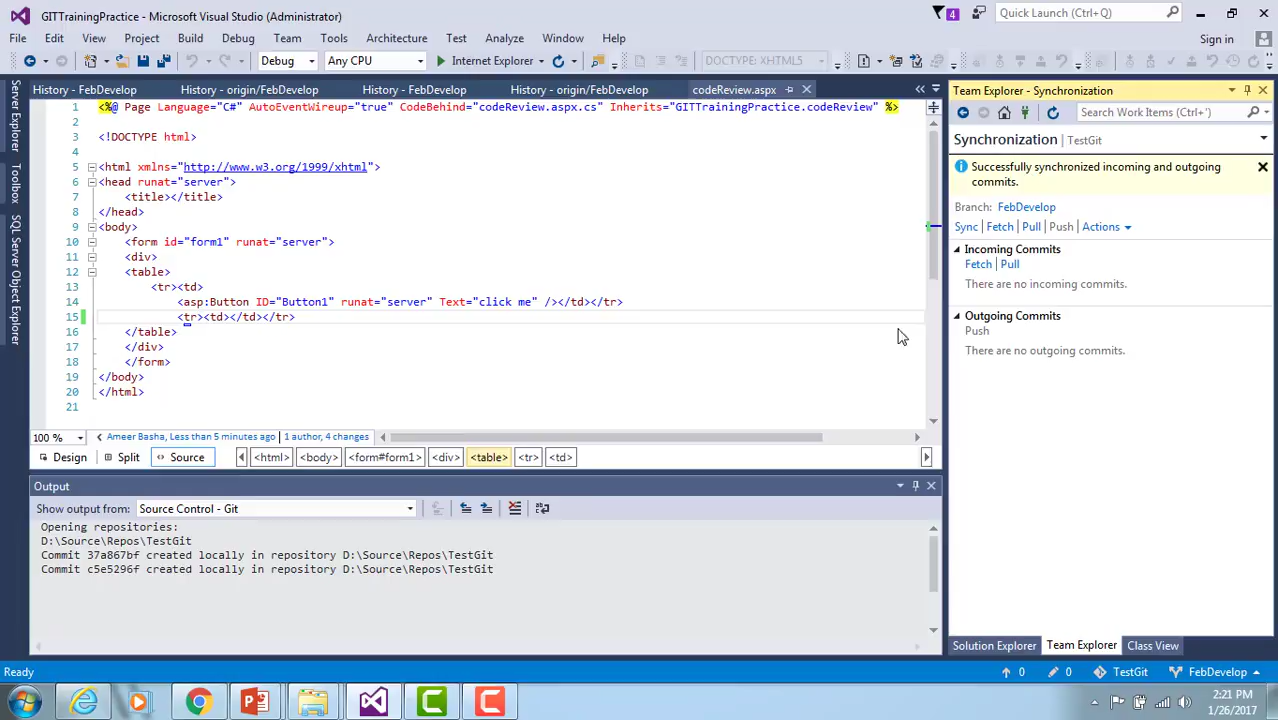 GITTrainingPractice - Microsoft Visual Studio (Administrator)
4
Quick Launch (Ctrl+Q)
File Edit View Project Build Debug Team Tools Architecture Test Analyze Window Help
Sign in
Debug Any CPU Internet Explorer DOCTYPE: XHTML5
Server Explorer
Toolbox
SQL Server Object Explorer
History - FebDevelop History - origin/FebDevelop History - FebDevelop History - origin/FebDevelop codeReview.aspx
1 <%@ Page Language="C#" AutoEventWireup="true" CodeBehind="codeReview.aspx.cs" Inherits="GITTrainingPractice.codeReview" %>
2
3 <!DOCTYPE html>
4
5 <html xmlns="http://www.w3.org/1999/xhtml">
6 <head runat="server">
7 <title></title>
8 </head>
9 <body>
10 <form id="form1" runat="server">
11 <div>
12 <table>
13 <tr><td>
14 <asp:Button ID="Button1" runat="server" Text="click me" /></td></tr>
15 <tr><td></td></tr>
16 </table>
17 </div>
18 </form>
19 </body>
20 </html>
21
100 % Ameer Basha, Less than 5 minutes ago | 1 author, 4 changes
Design Split Source <html> <body> <form#form1> <div> <table> <tr> <td>
Output
Show output from: Source Control - Git
Opening repositories:
D:\Source\Repos\TestGit
Commit 37a867bf created locally in repository D:\Source\Repos\TestGit
Commit c5e5296f created locally in repository D:\Source\Repos\TestGit
Team Explorer - Synchronization
Search Work Items (Ctrl+')
Synchronization | TestGit
Successfully synchronized incoming and outgoing
commits.
Branch: FebDevelop
Sync | Fetch | Pull | Push | Actions
Incoming Commits
Fetch | Pull
There are no incoming commits.
Outgoing Commits
Push
There are no outgoing commits.
Solution Explorer Team Explorer Class View
Ready
0 0 TestGit FebDevelop
2:21 PM
1/26/2017